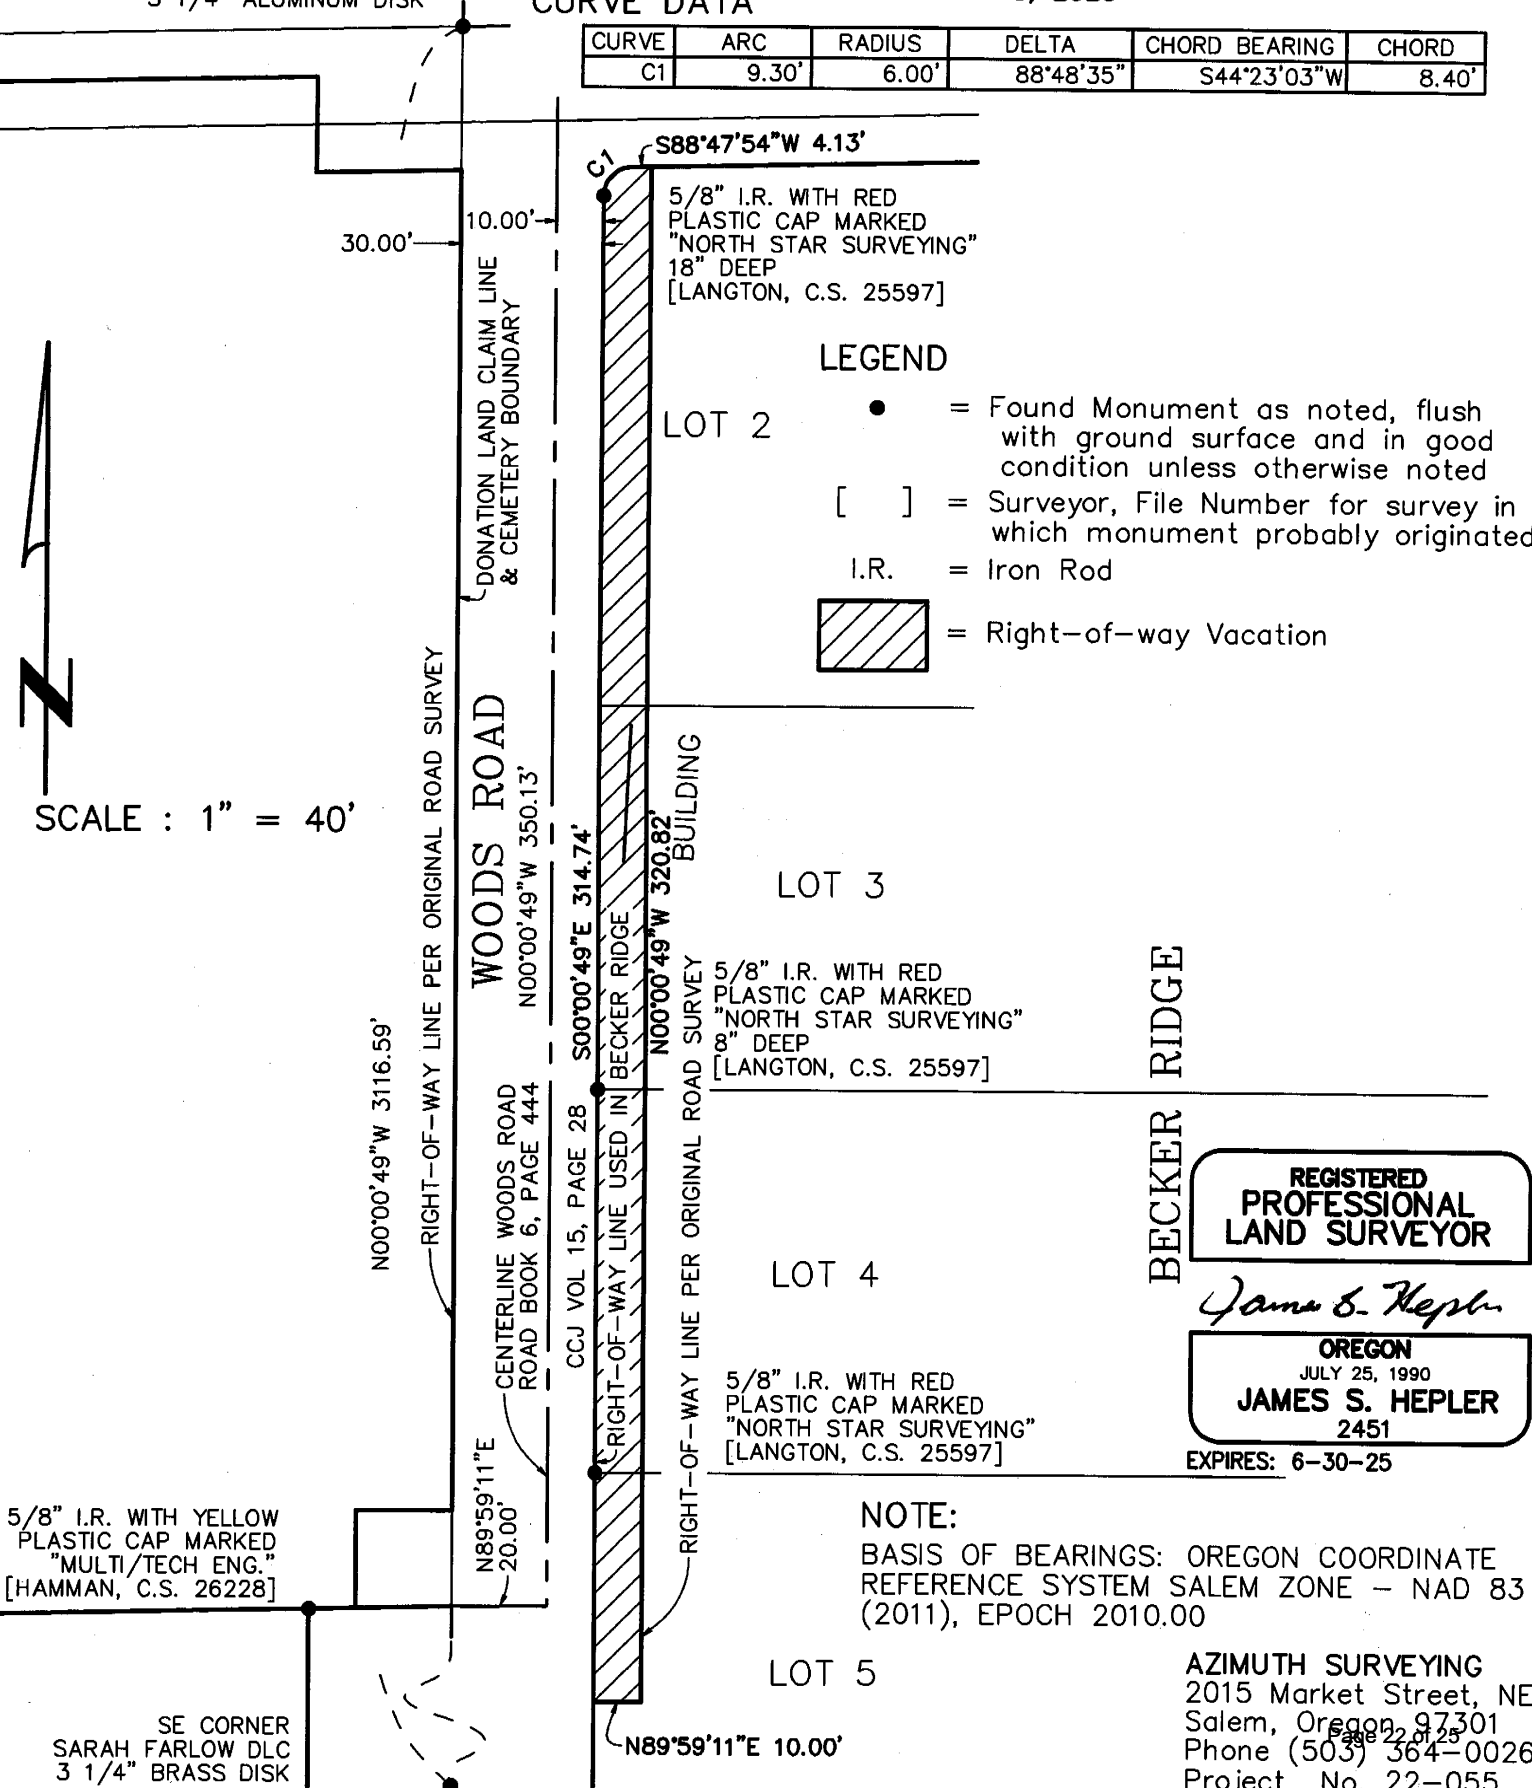 3 1/4" ALUMINUM DISK
CURVE DATA
CURVE ARC RADIUS DELTA CHORD BEARING CHORD
C1 9.30' 6.00' 88°48'35" S44°23'03"W 8.40'
S88°47'54"W 4.13'
C1
5/8" I.R. WITH RED
PLASTIC CAP MARKED
"NORTH STAR SURVEYING"
18" DEEP
[LANGTON, C.S. 25597]
10.00'
30.00'
DONATION LAND CLAIM LINE
& CEMETERY BOUNDARY
LEGEND
= Found Monument as noted, flush
with ground surface and in good
condition unless otherwise noted
[ ] = Surveyor, File Number for survey in
which monument probably originated
I.R. = Iron Rod
= Right-of-way Vacation
LOT 2
N
SCALE : 1" = 40'
RIGHT-OF-WAY LINE PER ORIGINAL ROAD SURVEY
N00°00'49"W 3116.59'
WOODS ROAD
N00°00'49"W 350.13'
S00°00'49"E 314.74'
N00°00'49"W 320.82'
BUILDING
LOT 3
5/8" I.R. WITH RED
PLASTIC CAP MARKED
"NORTH STAR SURVEYING"
8" DEEP
[LANGTON, C.S. 25597]
CENTERLINE WOODS ROAD
ROAD BOOK 6, PAGE 444
CCJ VOL 15, PAGE 28
RIGHT-OF-WAY LINE USED IN BECKER RIDGE
RIGHT-OF-WAY LINE PER ORIGINAL ROAD SURVEY
BECKER RIDGE
LOT 4
5/8" I.R. WITH RED
PLASTIC CAP MARKED
"NORTH STAR SURVEYING"
[LANGTON, C.S. 25597]
REGISTERED
PROFESSIONAL
LAND SURVEYOR
James S. Hepler
OREGON
JULY 25, 1990
JAMES S. HEPLER
2451
EXPIRES: 6-30-25
N89°59'11"E
20.00'
5/8" I.R. WITH YELLOW
PLASTIC CAP MARKED
"MULTI/TECH ENG."
[HAMMAN, C.S. 26228]
NOTE:
BASIS OF BEARINGS: OREGON COORDINATE
REFERENCE SYSTEM SALEM ZONE - NAD 83
(2011), EPOCH 2010.00
LOT 5
N89°59'11"E 10.00'
SE CORNER
SARAH FARLOW DLC
3 1/4" BRASS DISK
AZIMUTH SURVEYING
2015 Market Street, NE
Salem, Oregon 97301
Page 22 of 25
Phone (503) 364-0026
Project No. 22-055